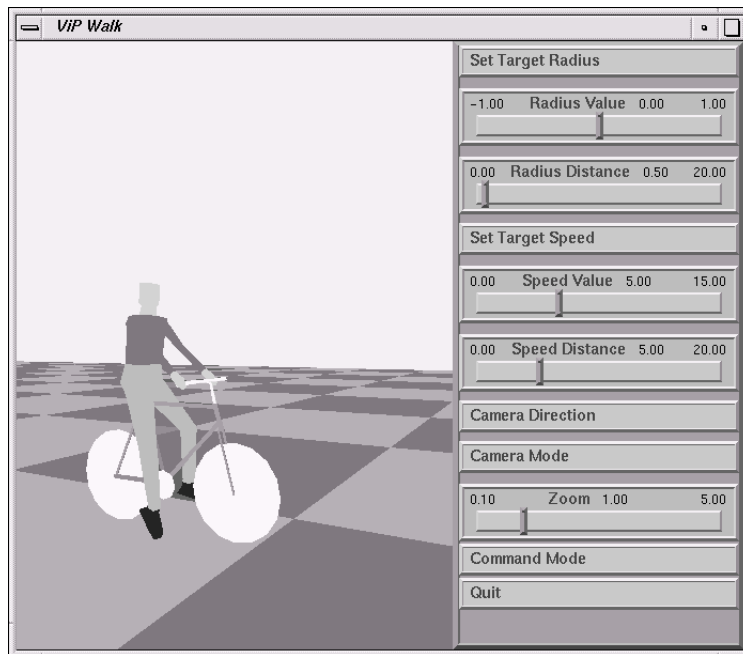 ViP Walk
Set Target Radius
-1.00 Radius Value 0.00 1.00
0.00 Radius Distance 0.50 20.00
Set Target Speed
0.00 Speed Value 5.00 15.00
0.00 Speed Distance 5.00 20.00
Camera Direction
Camera Mode
0.10 Zoom 1.00 5.00
Command Mode
Quit